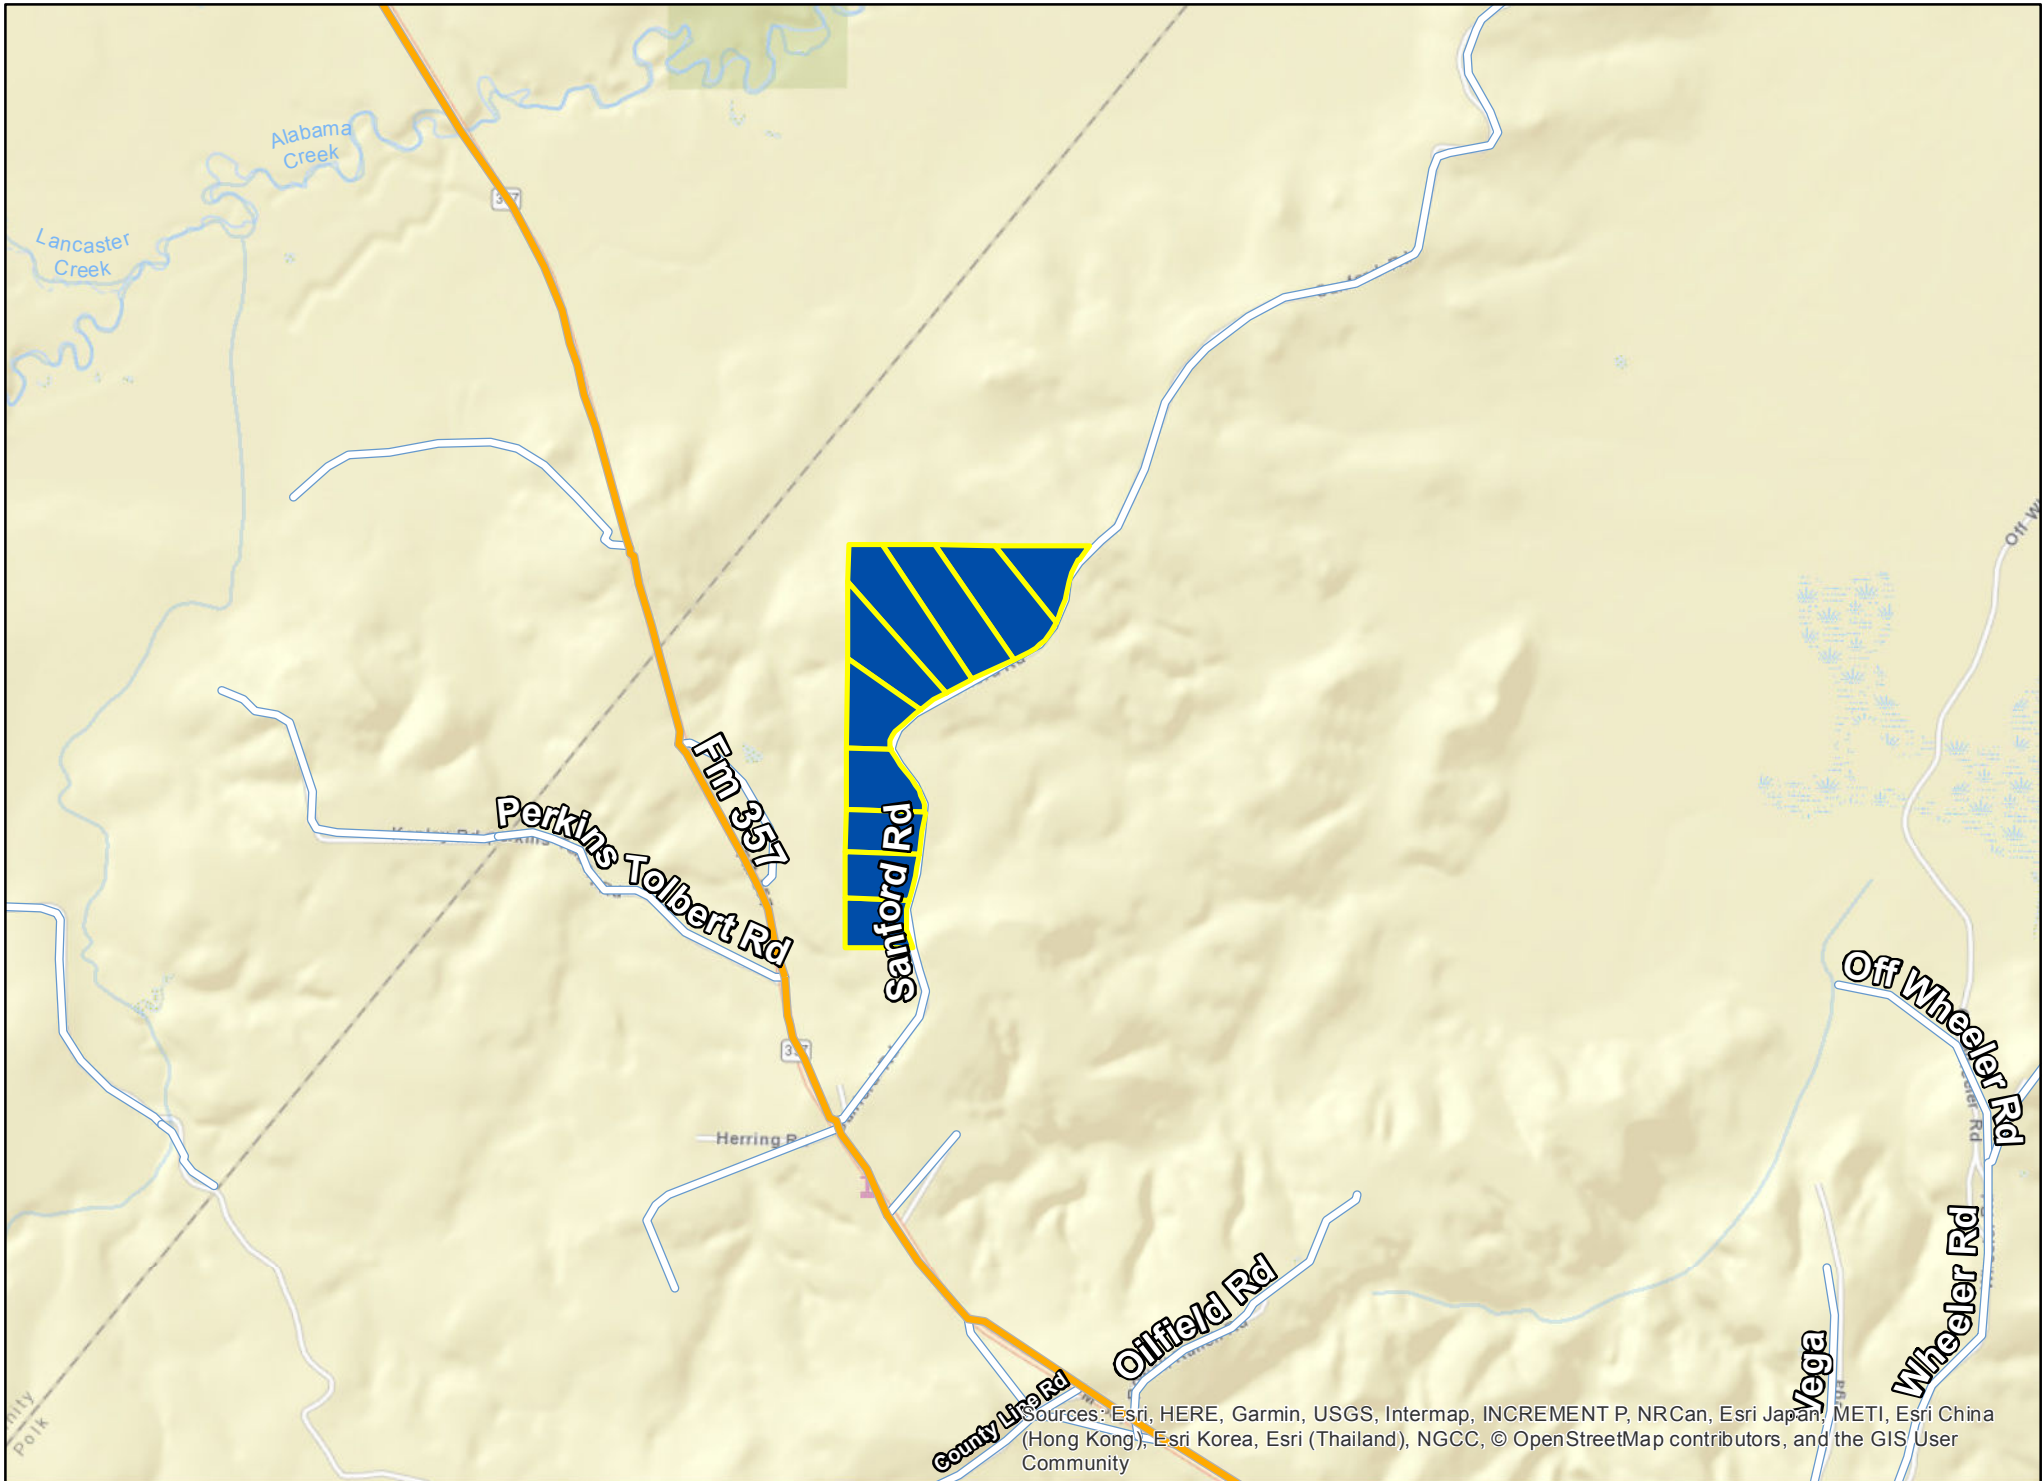 Alabama
Creek
Lancaster
Creek
Off W
Fm 357
Perkins Tolbert Rd
Sanford Rd
Off Wheeler Rd
Herring R
Wheeler Rd
Oilfield Rd
Vega
County Line Rd
nity
Polk
Sources: Esri, HERE, Garmin, USGS, Intermap, INCREMENT P, NRCan, Esri Japan, METI, Esri China
(Hong Kong), Esri Korea, Esri (Thailand), NGCC, © OpenStreetMap contributors, and the GIS User
Community